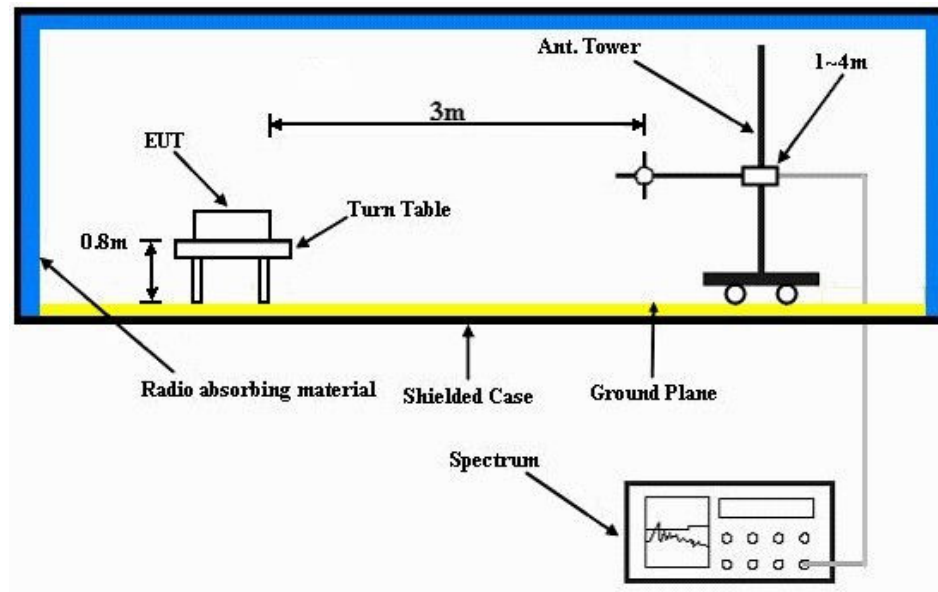 Ant. Tower
1~4m
3m
EUT
Turn Table
0.8m
Radio absorbing material
Shielded Case
Ground Plane
Spectrum